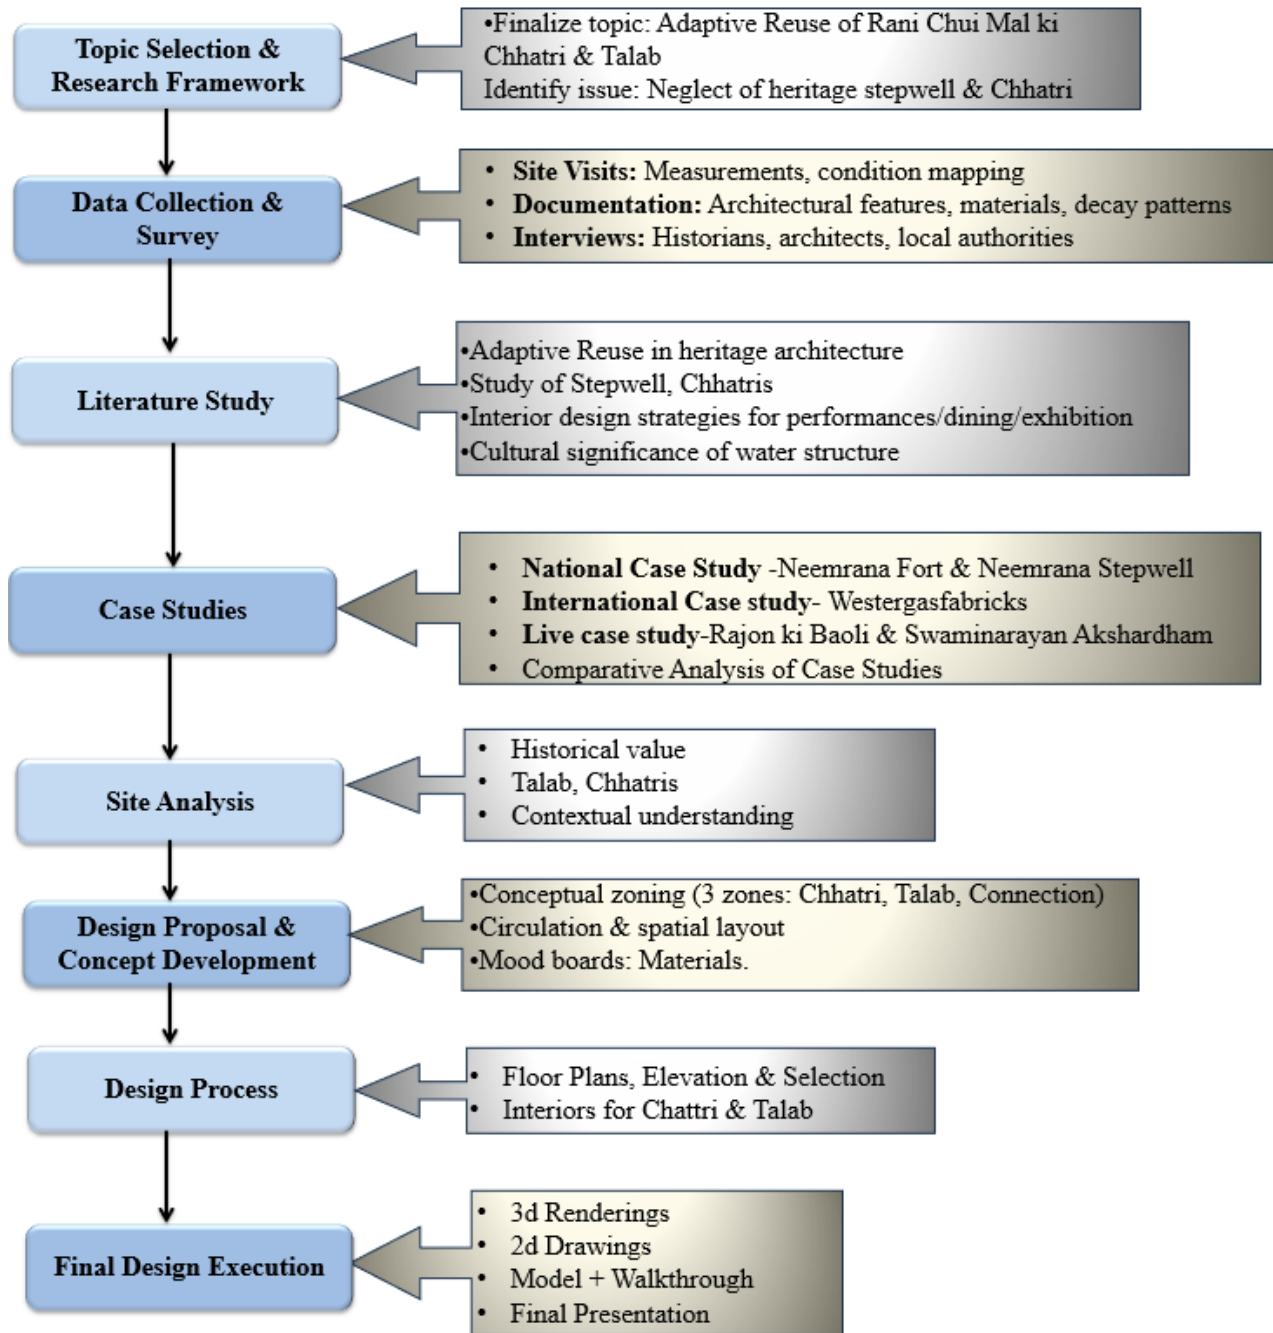 Topic Selection &
Research Framework
•Finalize topic: Adaptive Reuse of Rani Chui Mal ki
Chhatri & Talab
Identify issue: Neglect of heritage stepwell & Chhatri
Data Collection &
Survey
• Site Visits: Measurements, condition mapping
• Documentation: Architectural features, materials, decay patterns
• Interviews: Historians, architects, local authorities
Literature Study
•Adaptive Reuse in heritage architecture
•Study of Stepwell, Chhatris
•Interior design strategies for performances/dining/exhibition
•Cultural significance of water structure
Case Studies
• National Case Study -Neemrana Fort & Neemrana Stepwell
• International Case study- Westergasfabricks
• Live case study-Rajon ki Baoli & Swaminarayan Akshardham
• Comparative Analysis of Case Studies
Site Analysis
• Historical value
• Talab, Chhatris
• Contextual understanding
Design Proposal &
Concept Development
•Conceptual zoning (3 zones: Chhatri, Talab, Connection)
•Circulation & spatial layout
•Mood boards: Materials.
Design Process
• Floor Plans, Elevation & Selection
• Interiors for Chattri & Talab
Final Design Execution
• 3d Renderings
• 2d Drawings
• Model + Walkthrough
• Final Presentation